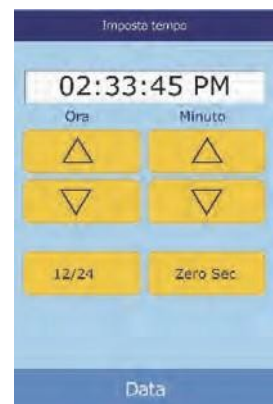 Imposta tempo
02:33:45 PM
Ora Minuto
12/24 Zero Sec
Data